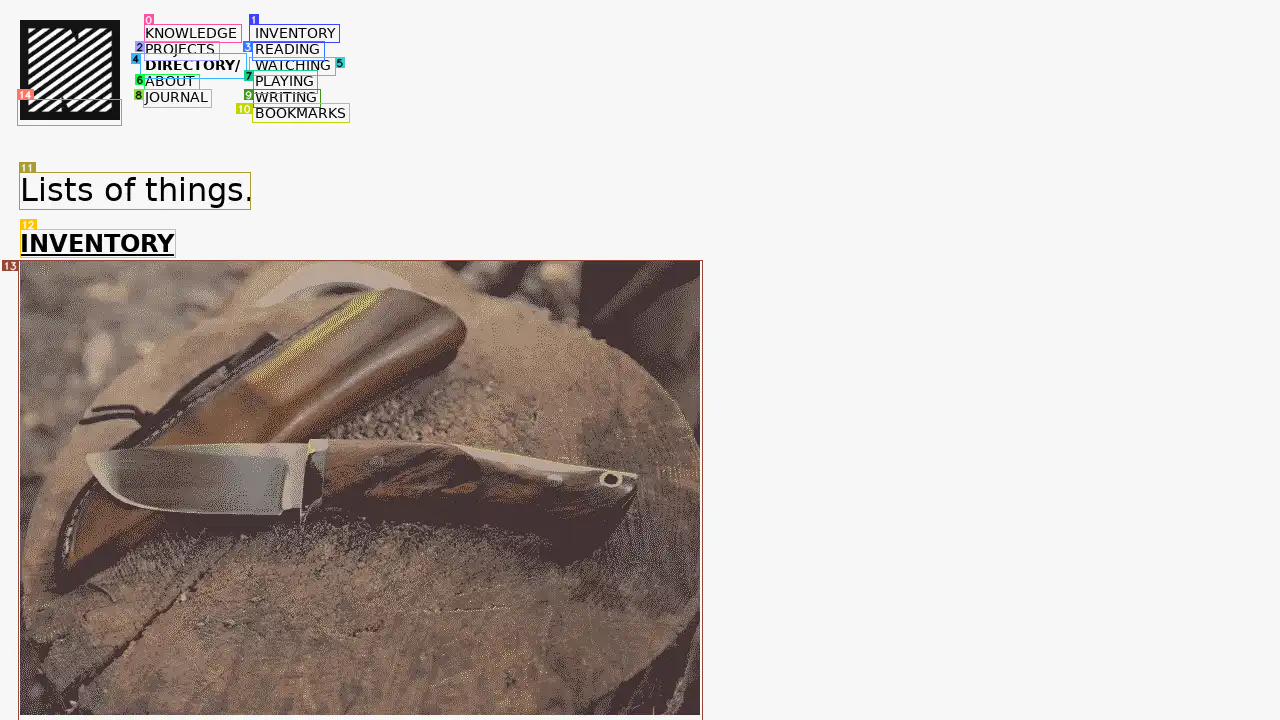 KNOWLEDGE
PROJECTS
DIRECTORY/
ABOUT
JOURNAL
INVENTORY
READING
WATCHING
PLAYING
WRITING
BOOKMARKS
0
1
2
3
4
5
6
7
8
9
10
14
11
Lists of things.
12
INVENTORY
13